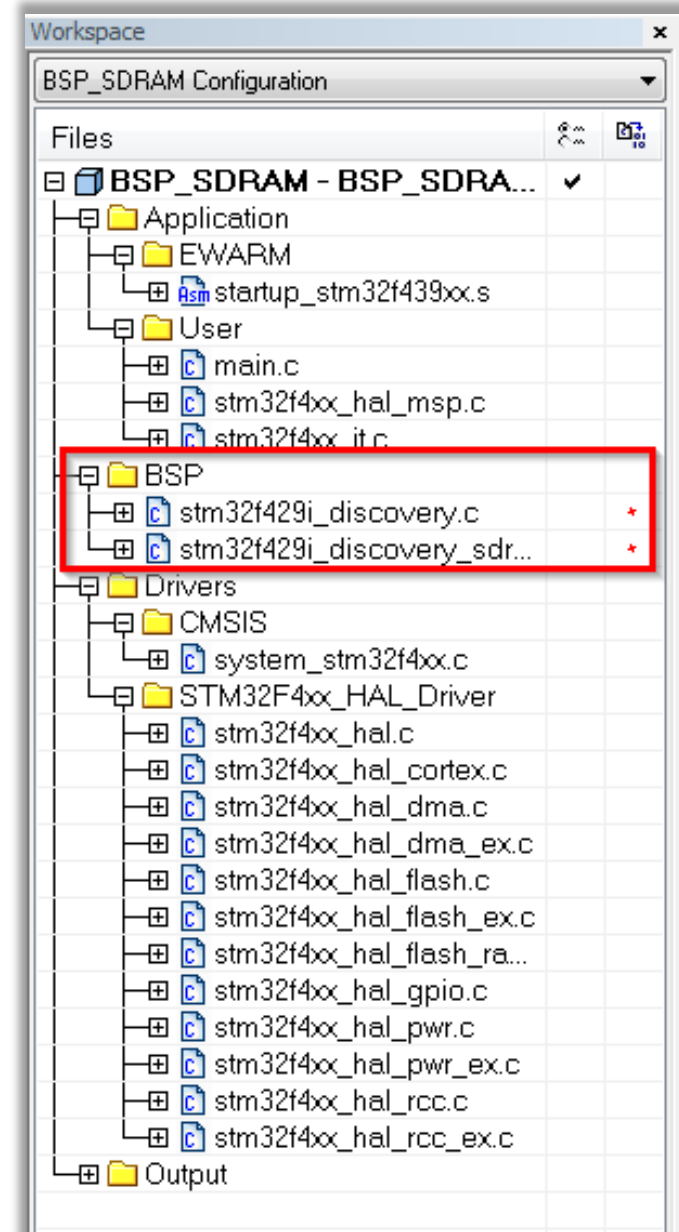 Workspace
BSP_SDRAM Configuration
Files
BSP_SDRAM - BSP_SDRA...
Application
EWARM
Asm startup_stm32f439xx.s
User
c main.c
c stm32f4xx_hal_msp.c
c stm32f4xx_it.c
BSP
c stm32f429i_discovery.c
c stm32f429i_discovery_sdr...
Drivers
CMSIS
c system_stm32f4xx.c
STM32F4xx_HAL_Driver
c stm32f4xx_hal.c
c stm32f4xx_hal_cortex.c
c stm32f4xx_hal_dma.c
c stm32f4xx_hal_dma_ex.c
c stm32f4xx_hal_flash.c
c stm32f4xx_hal_flash_ex.c
c stm32f4xx_hal_flash_ra...
c stm32f4xx_hal_gpio.c
c stm32f4xx_hal_pwr.c
c stm32f4xx_hal_pwr_ex.c
c stm32f4xx_hal_rcc.c
c stm32f4xx_hal_rcc_ex.c
Output